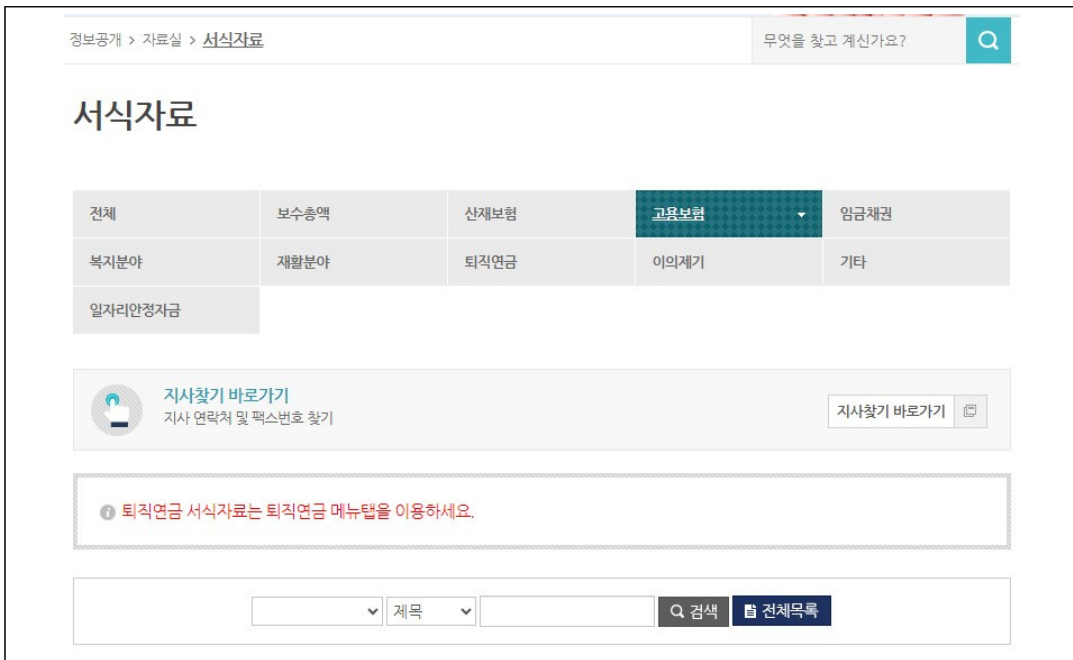 정보공개 > 자료실 > 서식자료
무엇을 찾고 계신가요?
서식자료
전체 보수총액 산재보험 고용보험 임금채권
복지분야 재활분야 퇴직연금 이의제기 기타
일자리안정자금
지사찾기 바로가기
지사 연락처 및 팩스번호 찾기
지사찾기 바로가기
퇴직연금 서식자료는 퇴직연금 메뉴탭을 이용하세요.
제목 검색 전체목록